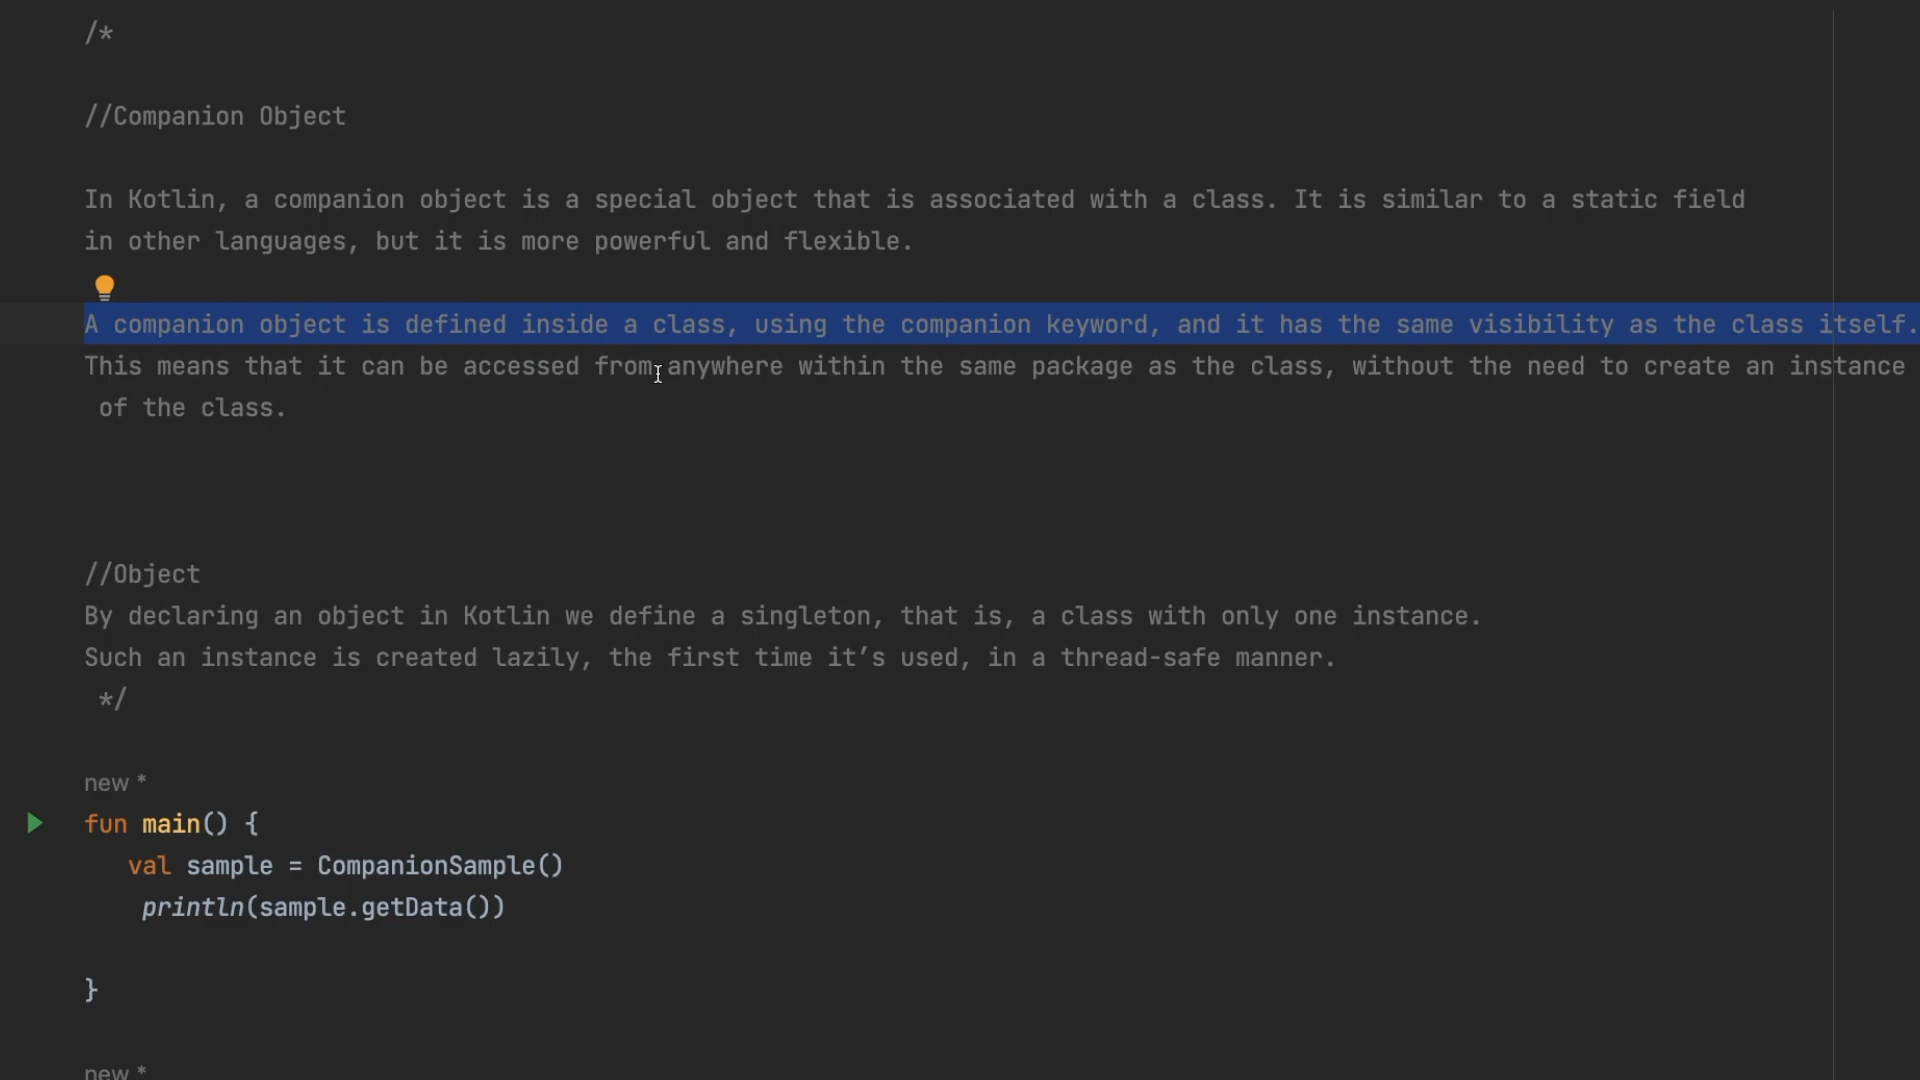 /*
//Companion Object
In Kotlin, a companion object is a special object that is associated with a class. It is similar to a static field
in other languages, but it is more powerful and flexible.
A companion object is defined inside a class, using the companion keyword, and it has the same visibility as the class itself.
This means that it can be accessed from anywhere within the same package as the class, without the need to create an instance
of the class.
//Object
By declaring an object in Kotlin we define a singleton, that is, a class with only one instance.
Such an instance is created lazily, the first time it’s used, in a thread-safe manner.
*/
new *
fun main() {
val sample = CompanionSample()
println(sample.getData())
}
new *